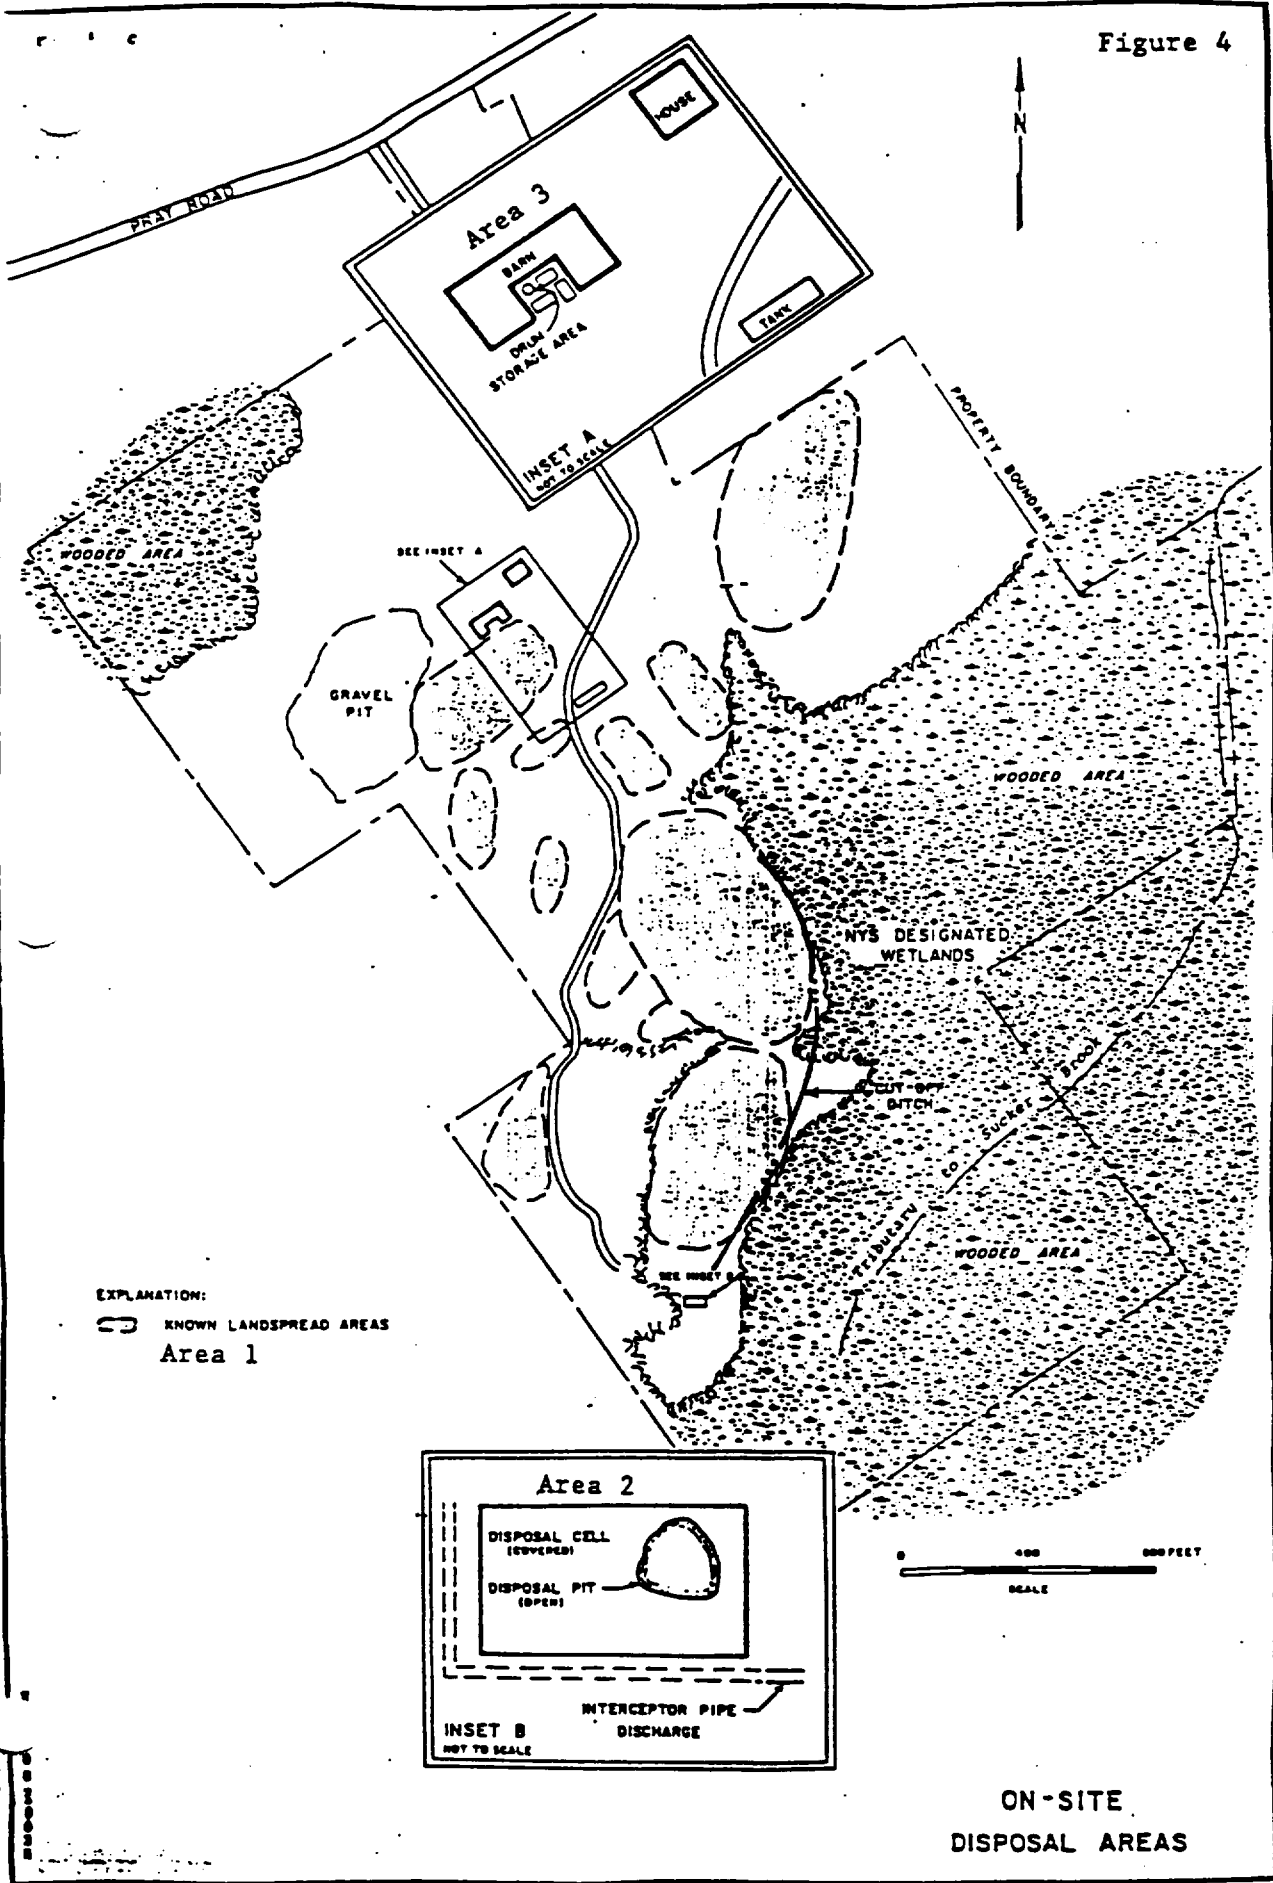 Figure 4
N
PRAY ROAD
HOUSE
Area 3
BARN
DRUM
STORAGE AREA
TANK
INSET A
NOT TO SCALE
PROPERTY BOUNDARY
WOODED AREA
SEE INSET A
GRAVEL
PIT
WOODED AREA
NYS DESIGNATED
WETLANDS
CUT-OFF
DITCH
Tributary to Sucker Brook
WOODED AREA
SEE INSET B
EXPLANATION:
KNOWN LANDSPREAD AREAS
Area 1
Area 2
DISPOSAL CELL
(COVERED)
DISPOSAL PIT
(OPEN)
INTERCEPTOR PIPE
DISCHARGE
INSET B
NOT TO SCALE
0 400 800 FEET
SCALE
ON-SITE
DISPOSAL AREAS